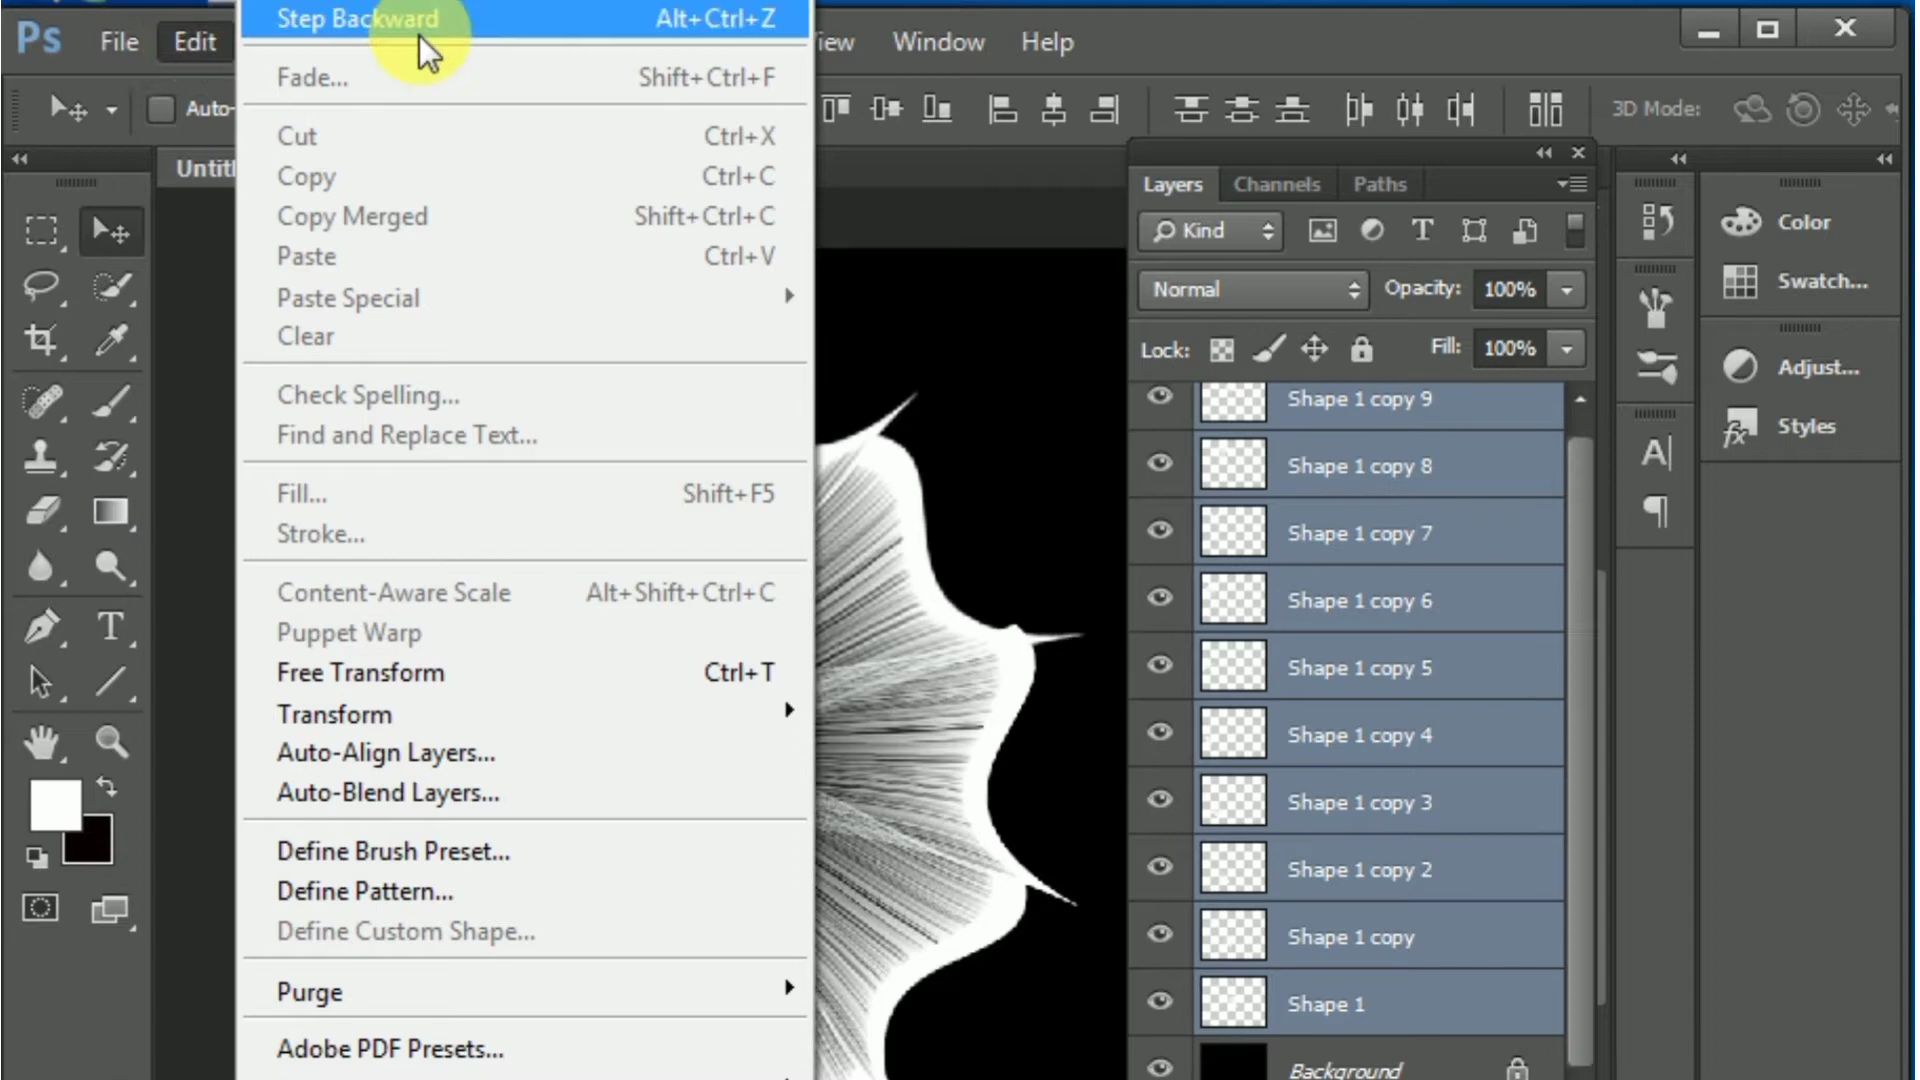 Step Backward Alt+Ctrl+Z
Ps File Edit Window Help
Fade... Shift+Ctrl+F
Auto- 3D Mode:
Cut Ctrl+X
Copy Ctrl+C
Copy Merged Shift+Ctrl+C
Paste Ctrl+V
Paste Special
Clear
Check Spelling...
Find and Replace Text...
Fill... Shift+F5
Stroke...
Content-Aware Scale Alt+Shift+Ctrl+C
Puppet Warp
Free Transform Ctrl+T
Transform
Auto-Align Layers...
Auto-Blend Layers...
Define Brush Preset...
Define Pattern...
Define Custom Shape...
Purge
Adobe PDF Presets...
Layers Channels Paths
Kind
Normal Opacity: 100%
Lock: Fill: 100%
Shape 1 copy 9
Shape 1 copy 8
Shape 1 copy 7
Shape 1 copy 6
Shape 1 copy 5
Shape 1 copy 4
Shape 1 copy 3
Shape 1 copy 2
Shape 1 copy
Shape 1
Background
Color
Swatch...
Adjust...
Styles